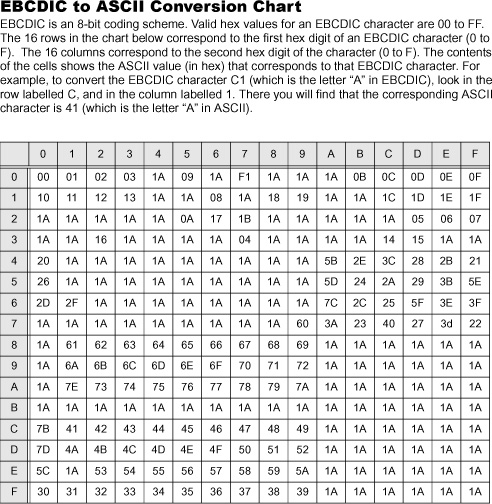 EBCDIC to ASCII Conversion Chart
EBCDIC is an 8-bit coding scheme. Valid hex values for an EBCDIC character are 00 to FF.
The 16 rows in the chart below correspond to the first hex digit of an EBCDIC character (0 to
F).  The 16 columns correspond to the second hex digit of the character (0 to F). The contents
of the cells shows the ASCII value (in hex) that corresponds to that EBCDIC character. For
example, to convert the EBCDIC character C1 (which is the letter “A” in EBCDIC), look in the
row labelled C, and in the column labelled 1. There you will find that the corresponding ASCII
character is 41 (which is the letter “A” in ASCII).
0 1 2 3 4 5 6 7 8 9 A B C D E F
0 00 01 02 03 1A 09 1A F1 1A 1A 1A 0B 0C 0D 0E 0F
1 10 11 12 13 1A 1A 08 1A 18 19 1A 1A 1C 1D 1E 1F
2 1A 1A 1A 1A 1A 0A 17 1B 1A 1A 1A 1A 1A 05 06 07
3 1A 1A 16 1A 1A 1A 1A 04 1A 1A 1A 1A 14 15 1A 1A
4 20 1A 1A 1A 1A 1A 1A 1A 1A 1A 5B 2E 3C 28 2B 21
5 26 1A 1A 1A 1A 1A 1A 1A 1A 1A 5D 24 2A 29 3B 5E
6 2D 2F 1A 1A 1A 1A 1A 1A 1A 1A 7C 2C 25 5F 3E 3F
7 1A 1A 1A 1A 1A 1A 1A 1A 1A 60 3A 23 40 27 3d 22
8 1A 61 62 63 64 65 66 67 68 69 1A 1A 1A 1A 1A 1A
9 1A 6A 6B 6C 6D 6E 6F 70 71 72 1A 1A 1A 1A 1A 1A
A 1A 7E 73 74 75 76 77 78 79 7A 1A 1A 1A 1A 1A 1A
B 1A 1A 1A 1A 1A 1A 1A 1A 1A 1A 1A 1A 1A 1A 1A 1A
C 7B 41 42 43 44 45 46 47 48 49 1A 1A 1A 1A 1A 1A
D 7D 4A 4B 4C 4D 4E 4F 50 51 52 1A 1A 1A 1A 1A 1A
E 5C 1A 53 54 55 56 57 58 59 5A 1A 1A 1A 1A 1A 1A
F 30 31 32 33 34 35 36 37 38 39 1A 1A 1A 1A 1A 1A